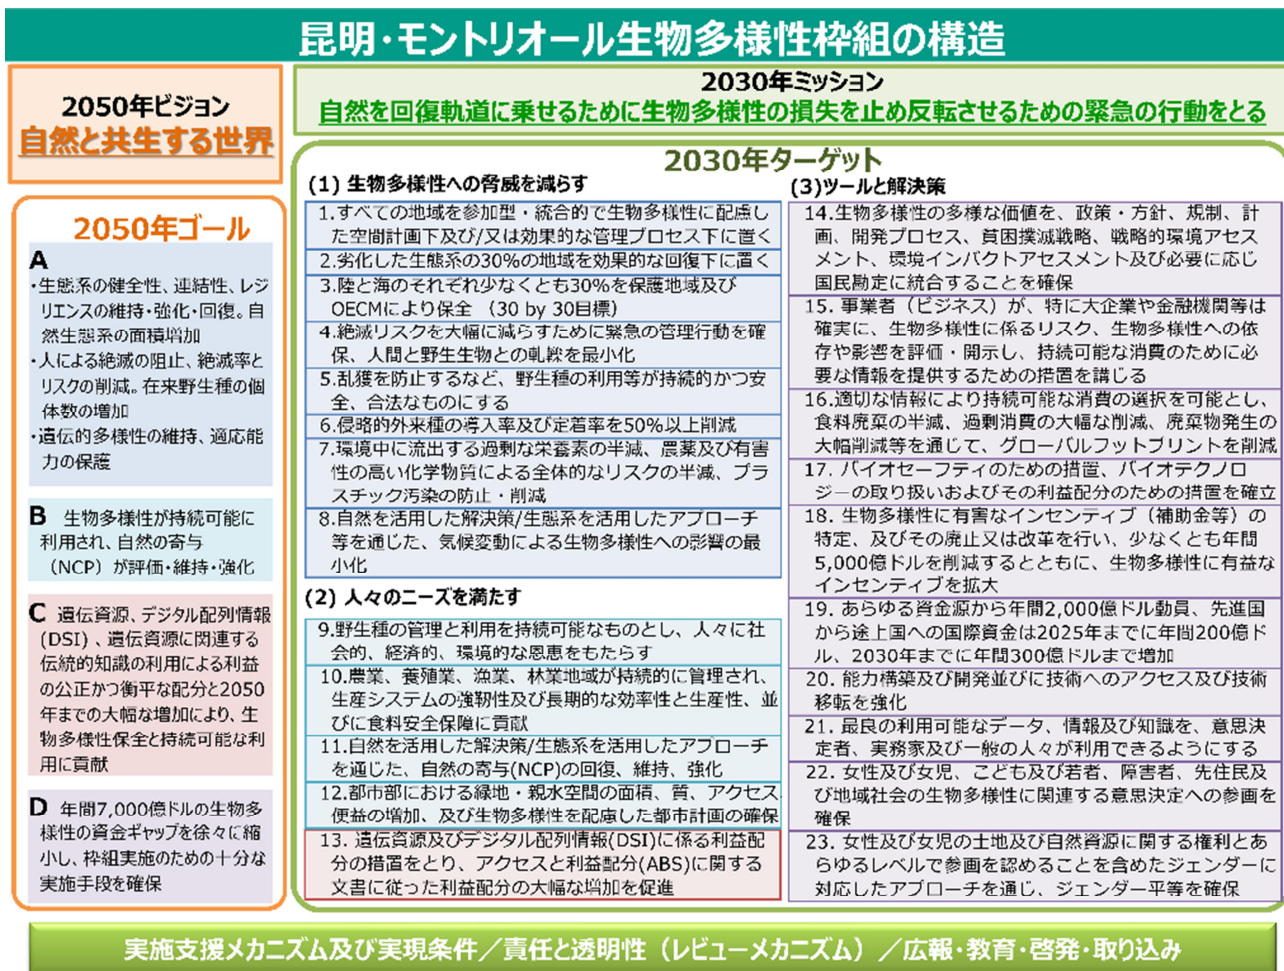 昆明・モントリオール生物多様性枠組の構造
2050年ビジョン
自然と共生する世界
2030年ミッション
自然を回復軌道に乗せるために生物多様性の損失を止め反転させるための緊急の行動をとる
2050年ゴール
A
・生態系の健全性、連結性、レジ
リエンスの維持・強化・回復。自
然生態系の面積増加
・人による絶滅の阻止、絶滅率と
リスクの削減。在来野生種の個
体数の増加
・遺伝的多様性の維持、適応能
力の保護
B 生物多様性が持続可能に
利用され、自然の寄与
（NCP）が評価・維持・強化
C 遺伝資源、デジタル配列情報
(DSI)、遺伝資源に関連する
伝統的知識の利用による利益
の公正かつ衡平な配分と2050
年までの大幅な増加により、生
物多様性保全と持続可能な利
用に貢献
D 年間7,000億ドルの生物多
様性の資金ギャップを徐々に縮
小し、枠組実施のための十分な
実施手段を確保
2030年ターゲット
(1) 生物多様性への脅威を減らす
1.すべての地域を参加型・統合的で生物多様性に配慮し
た空間計画下及び/又は効果的な管理プロセス下に置く
2.劣化した生態系の30％の地域を効果的な回復下に置く
3.陸と海のそれぞれ少なくとも30％を保護地域及び
OECMにより保全 （30 by 30目標）
4.絶滅リスクを大幅に減らすために緊急の管理行動を確
保、人間と野生生物との軋轢を最小化
5.乱獲を防止するなど、野生種の利用等が持続的かつ安
全、合法なものにする
6.侵略的外来種の導入率及び定着率を50％以上削減
7.環境中に流出する過剰な栄養素の半減、農薬及び有害
性の高い化学物質による全体的なリスクの半減、プラ
スチック汚染の防止・削減
8.自然を活用した解決策/生態系を活用したアプローチ
等を通じた、気候変動による生物多様性への影響の最
小化
(2) 人々のニーズを満たす
9.野生種の管理と利用を持続可能なものとし、人々に社
会的、経済的、環境的な恩恵をもたらす
10.農業、養殖業、漁業、林業地域が持続的に管理され、
生産システムの強靭性及び長期的な効率性と生産性、並
びに食料安全保障に貢献
11.自然を活用した解決策/生態系を活用したアプローチ
を通じた、自然の寄与(NCP)の回復、維持、強化
12.都市部における緑地・親水空間の面積、質、アクセス、
便益の増加、及び生物多様性を配慮した都市計画の確保
13. 遺伝資源及びデジタル配列情報(DSI)に係る利益配
分の措置をとり、アクセスと利益配分(ABS)に関する
文書に従った利益配分の大幅な増加を促進
(3)ツールと解決策
14.生物多様性の多様な価値を、政策・方針、規制、計
画、開発プロセス、貧困撲滅戦略、戦略的環境アセス
メント、環境インパクトアセスメント及び必要に応じ
国民勘定に統合することを確保
15. 事業者（ビジネス）が、特に大企業や金融機関等は
確実に、生物多様性に係るリスク、生物多様性への依
存や影響を評価・開示し、持続可能な消費のために必
要な情報を提供するための措置を講じる
16.適切な情報により持続可能な消費の選択を可能とし、
食料廃棄の半減、過剰消費の大幅な削減、廃棄物発生の
大幅削減等を通じて、グローバルフットプリントを削減
17. バイオセーフティのための措置、バイオテクノロ
ジーの取り扱いおよびその利益配分のための措置を確立
18. 生物多様性に有害なインセンティブ（補助金等）の
特定、及びその廃止又は改革を行い、少なくとも年間
5,000億ドルを削減するとともに、生物多様性に有益な
インセンティブを拡大
19. あらゆる資金源から年間2,000億ドル動員、先進国
から途上国への国際資金は2025年までに年間200億ド
ル、2030年までに年間300億ドルまで増加
20. 能力構築及び開発並びに技術へのアクセス及び技術
移転を強化
21. 最良の利用可能なデータ、情報及び知識を、意思決
定者、実務家及び一般の人々が利用できるようにする
22. 女性及び女児、こども及び若者、障害者、先住民及
び地域社会の生物多様性に関連する意思決定への参画を
確保
23. 女性及び女児の土地及び自然資源に関する権利とあ
らゆるレベルで参画を認めることを含めたジェンダーに
対応したアプローチを通じ、ジェンダー平等を確保
実施支援メカニズム及び実現条件／責任と透明性（レビューメカニズム）／広報・教育・啓発・取り込み